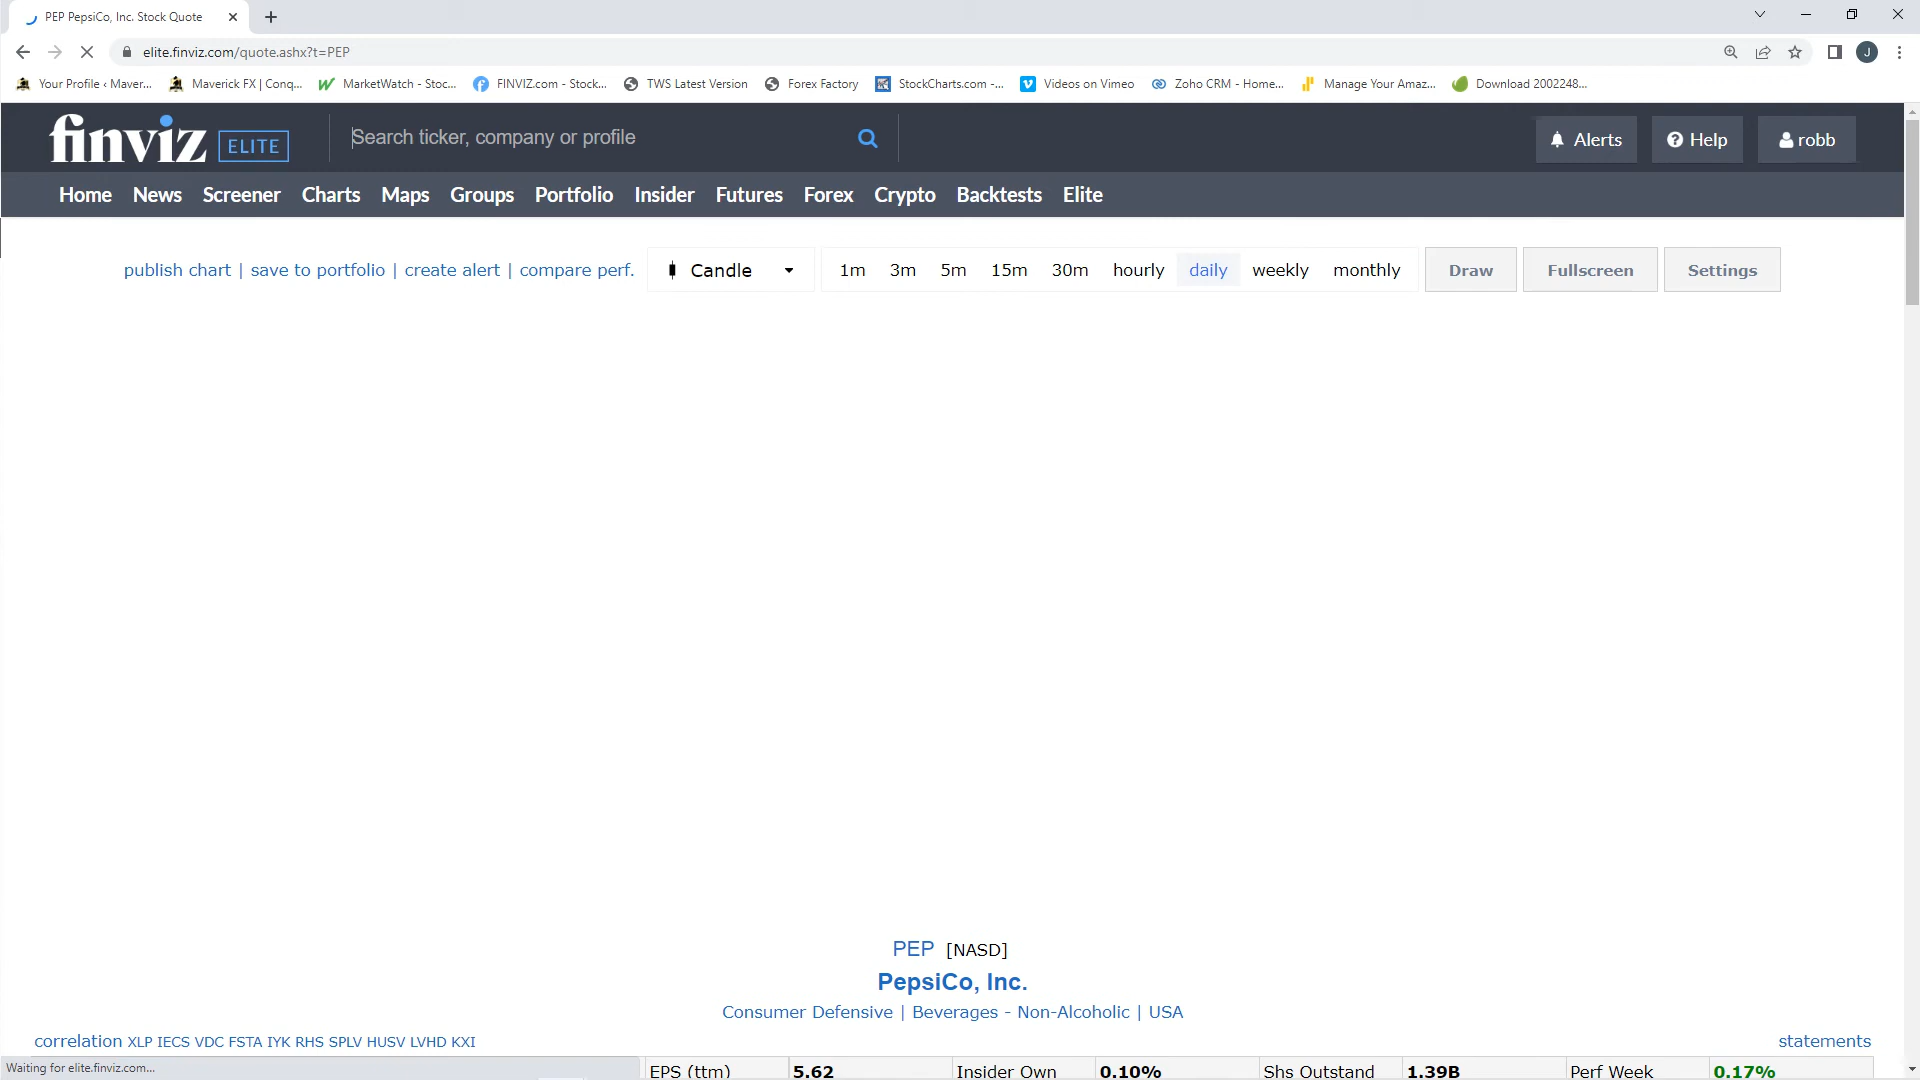 PEP PepsiCo, Inc. Stock Quote
elite.finviz.com/quote.ashx?t=PEP
J
Your Profile ‹ Maver... Maverick FX | Conq... MarketWatch - Stoc... FINVIZ.com - Stock... TWS Latest Version Forex Factory StockCharts.com -... Videos on Vimeo Zoho CRM - Home... Manage Your Amaz... Download 2002248...
finviz ELITE Search ticker, company or profile Alerts Help robb
Home News Screener Charts Maps Groups Portfolio Insider Futures Forex Crypto Backtests Elite
publish chart | save to portfolio | create alert | compare perf. Candle 1m 3m 5m 15m 30m hourly daily weekly monthly Draw Fullscreen Settings
PEP [NASD]
PepsiCo, Inc.
Consumer Defensive | Beverages - Non-Alcoholic | USA
correlation XLP IECS VDC FSTA IYK RHS SPLV HUSV LVHD KXI statements
Waiting for elite.finviz.com... EPS (ttm) 5.62 Insider Own 0.10% Shs Outstand 1.39B Perf Week 0.17%